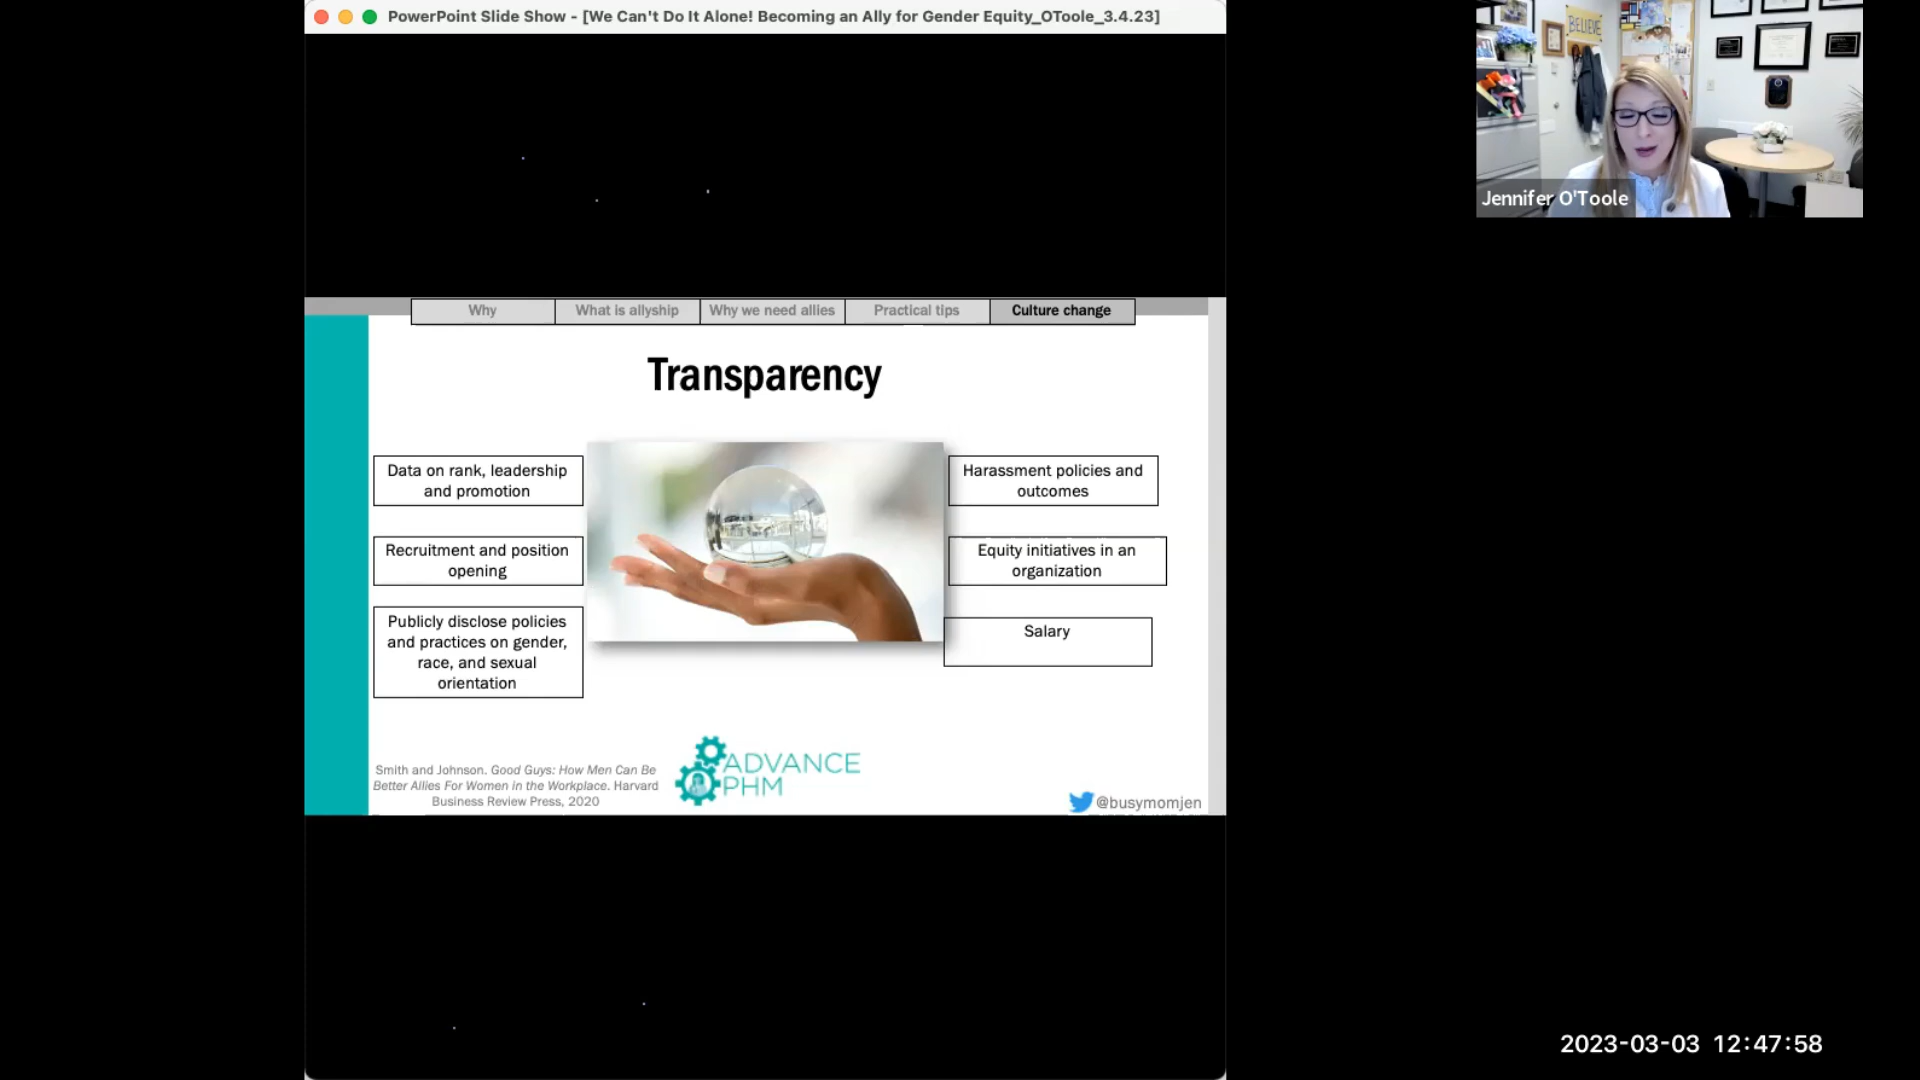 PowerPoint Slide Show - [We Can't Do It Alone! Becoming an Ally for Gender Equity_OToole_3.4.23]
BELIEVE
Jennifer O'Toole
Why
What is allyship
Why we need allies
Practical tips
Culture change
Transparency
Data on rank, leadership
and promotion
Recruitment and position
opening
Publicly disclose policies
and practices on gender,
race, and sexual
orientation
Harassment policies and
outcomes
Equity initiatives in an
organization
Salary
Smith and Johnson. Good Guys: How Men Can Be
Better Allies For Women in the Workplace. Harvard
Business Review Press, 2020
ADVANCE
PHM
@busymomjen
2023-03-03 12:47:58